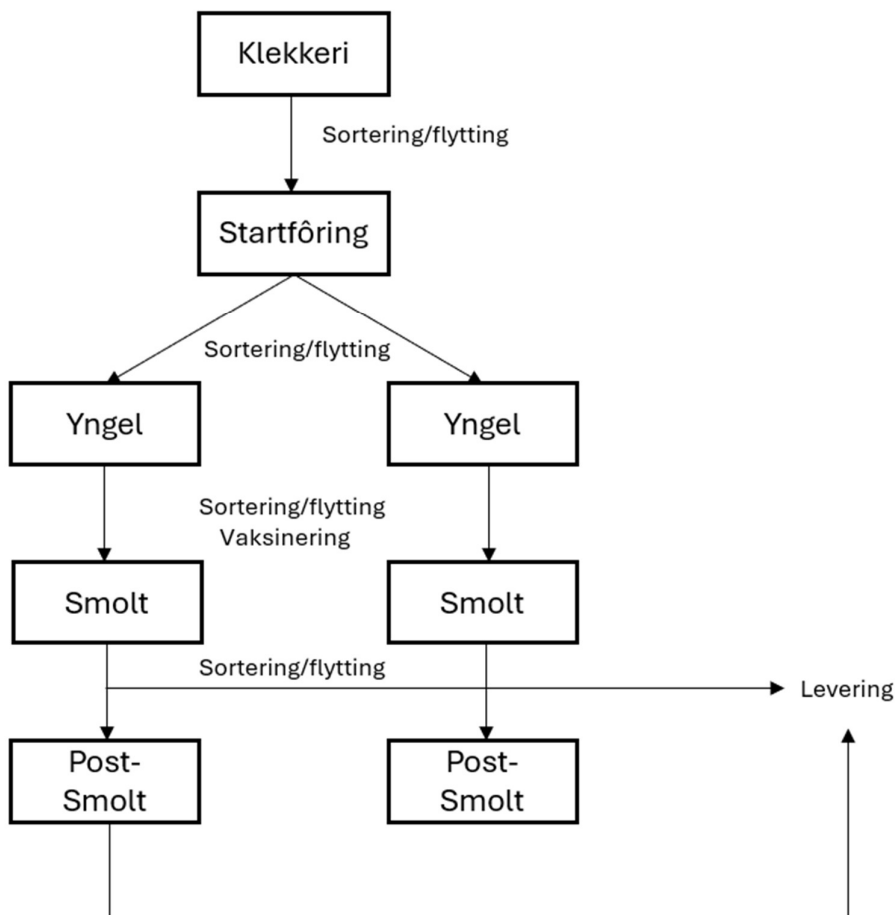 Klekkeri
Sortering/flytting
Startfôring
Sortering/flytting
Yngel
Yngel
Sortering/flytting
Vaksinering
Smolt
Smolt
Sortering/flytting
Levering
Post-
Smolt
Post-
Smolt